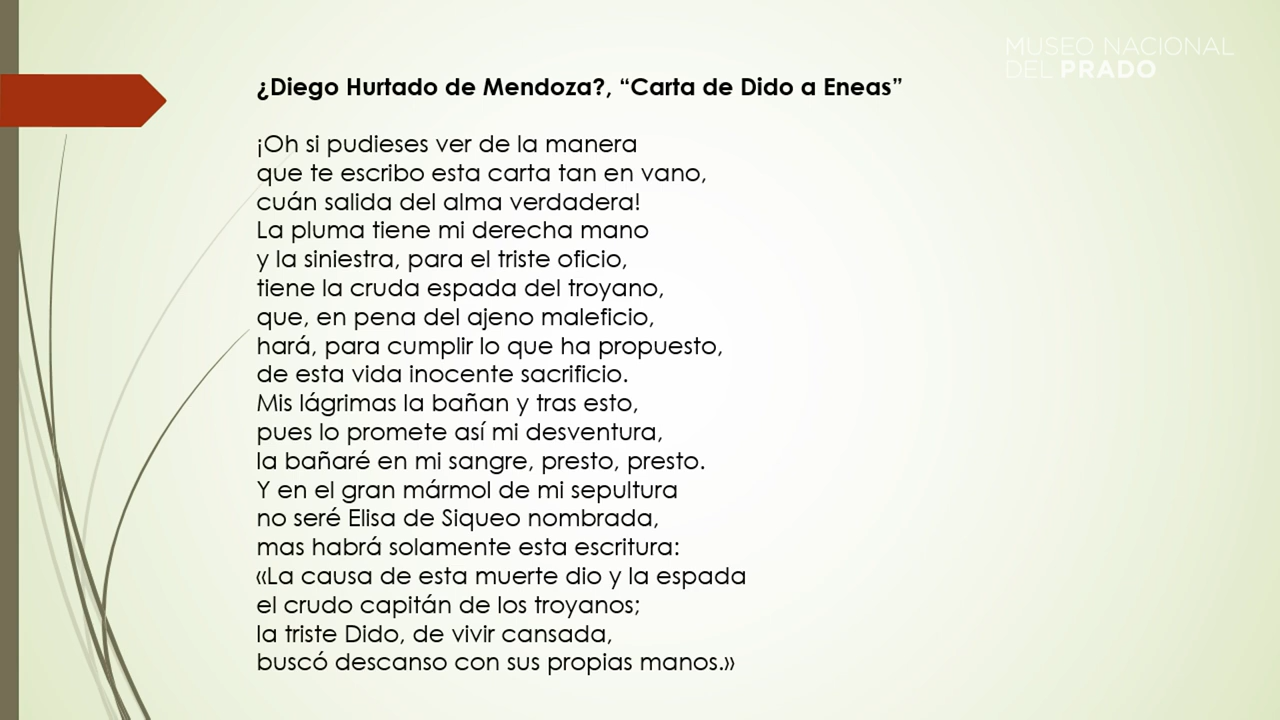 MUSEO NACIONAL
DEL PRADO
¿Diego Hurtado de Mendoza?, “Carta de Dido a Eneas”
¡Oh si pudieses ver de la manera
que te escribo esta carta tan en vano,
cuán salida del alma verdadera!
La pluma tiene mi derecha mano
y la siniestra, para el triste oficio,
tiene la cruda espada del troyano,
que, en pena del ajeno maleficio,
hará, para cumplir lo que ha propuesto,
de esta vida inocente sacrificio.
Mis lágrimas la bañan y tras esto,
pues lo promete así mi desventura,
la bañaré en mi sangre, presto, presto.
Y en el gran mármol de mi sepultura
no seré Elisa de Siqueo nombrada,
mas habrá solamente esta escritura:
«La causa de esta muerte dio y la espada
el crudo capitán de los troyanos;
la triste Dido, de vivir cansada,
buscó descanso con sus propias manos.»